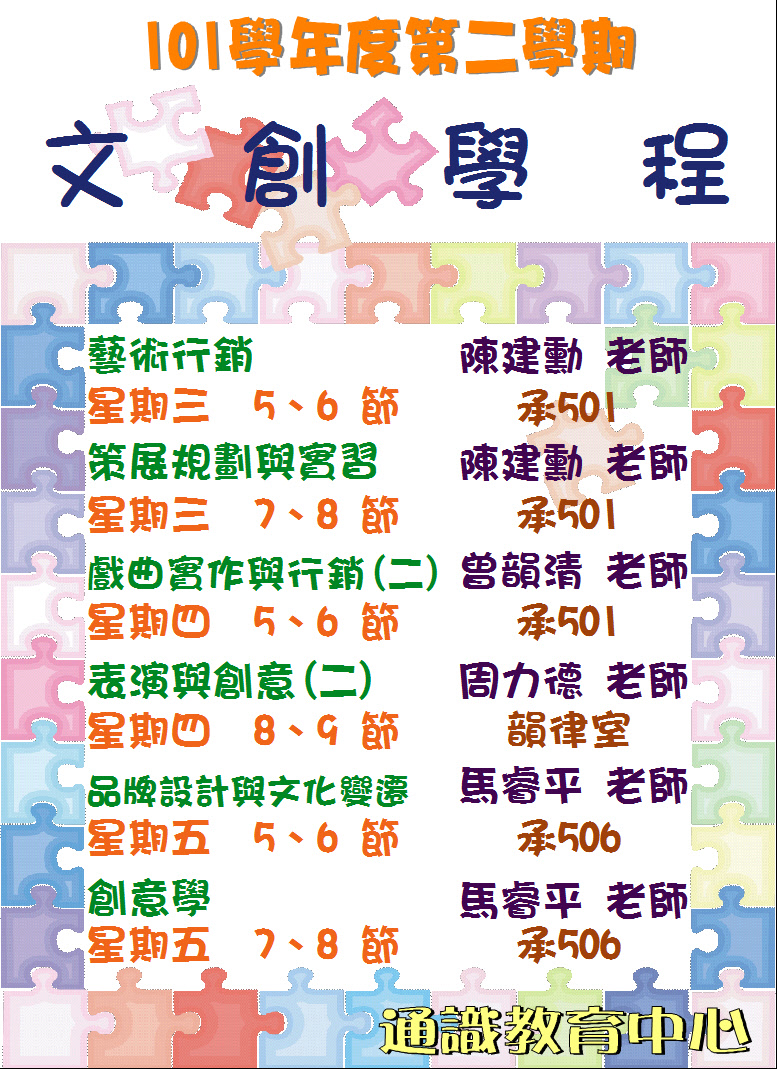 101學年度第二學期
文創學程
藝術行銷 陳建勳 老師
星期三 5、6 節 承501
策展規劃與實習 陳建勳 老師
星期三 7、8 節 承501
戲曲實作與行銷(二) 曾韻清 老師
星期四 5、6 節 承501
表演與創意(二) 周力德 老師
星期四 8、9 節 韻律室
品牌設計與文化變遷 馬睿平 老師
星期五 5、6 節 承506
創意學 馬睿平 老師
星期五 7、8 節 承506
通識教育中心